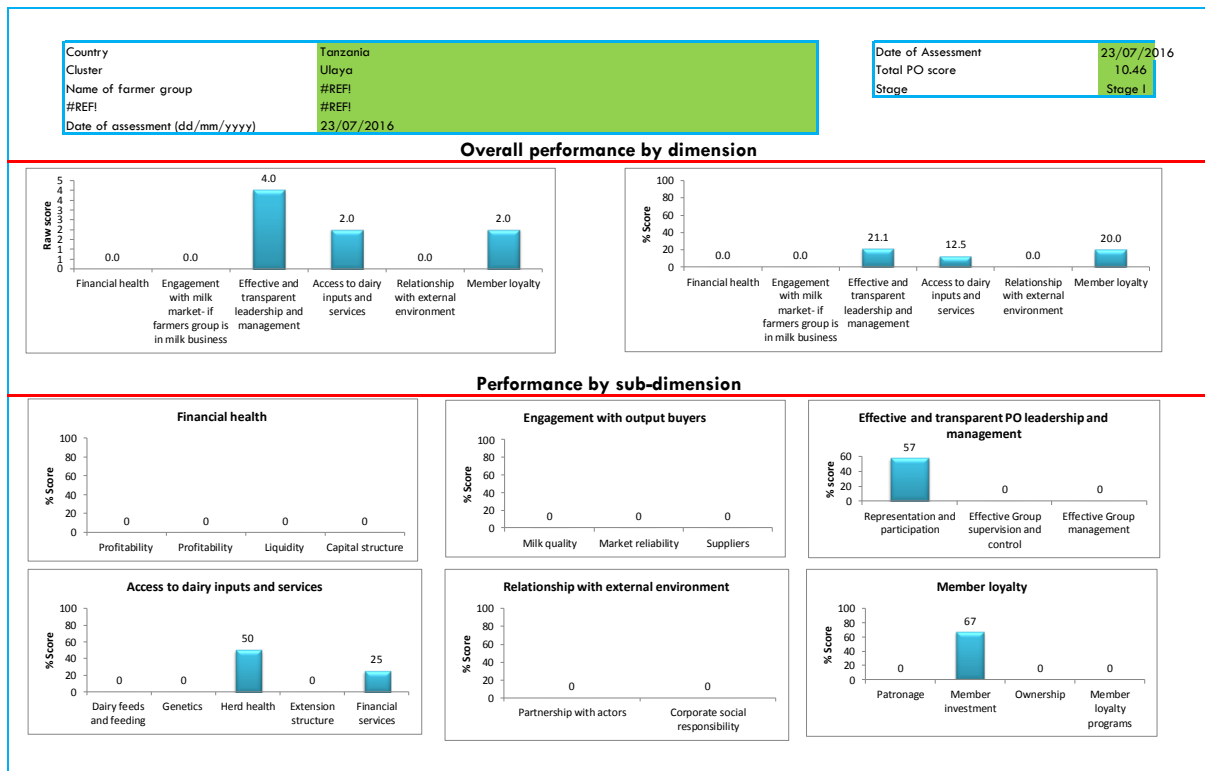 Country Tanzania
Cluster Ulaya
Name of farmer group #REF!
#REF! #REF!
Date of assessment (dd/mm/yyyy) 23/07/2016
Date of Assessment 23/07/2016
Total PO score 10.46
Stage Stage I
Overall performance by dimension
Raw score
5
4
4
3
3
2
2
1
1
0
0.0 0.0 4.0 2.0 0.0 2.0
Financial health
Engagement with milk market- if farmers group is in milk business
Effective and transparent leadership and management
Access to dairy inputs and services
Relationship with external environment
Member loyalty
% Score
100
80
60
40
20
0
0.0 0.0 21.1 12.5 0.0 20.0
Financial health
Engagement with milk market- if farmers group is in milk business
Effective and transparent leadership and management
Access to dairy inputs and services
Relationship with external environment
Member loyalty
Performance by sub-dimension
Financial health
% Score
100
80
60
40
20
0
0 0 0 0
Profitability Profitability Liquidity Capital structure
Engagement with output buyers
% Score
100
80
60
40
20
0
0 0 0
Milk quality Market reliability Suppliers
Effective and transparent PO leadership and
management
% score
60
40
20
0
57 0 0
Representation and participation
Effective Group supervision and control
Effective Group management
Access to dairy inputs and services
% Score
100
80
60
40
20
0
0 0 50 0 25
Dairy feeds and feeding
Genetics
Herd health
Extension structure
Financial services
Relationship with external environment
% Score
100
80
60
40
20
0
0 0
Partnership with actors
Corporate social responsibility
Member loyalty
% Score
100
80
60
40
20
0
0 67 0 0
Patronage
Member investment
Ownership
Member loyalty programs